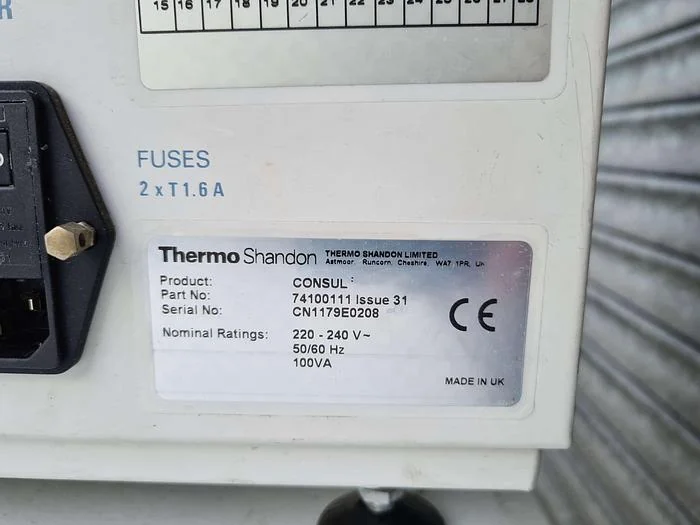 R
15 16 17 18 19 20 21 22 23 24 25 26 27 28
FUSES
2 x T1.6 A
Thermo Shandon THERMO SHANDON LIMITED
Astmoor, Runcorn, Cheshire, WA7 1PR, UK
Product: CONSUL
Part No: 74100111 Issue 31
Serial No: CN1179E0208
Nominal Ratings: 220 - 240 V~
50/60 Hz
100VA
CE
MADE IN UK